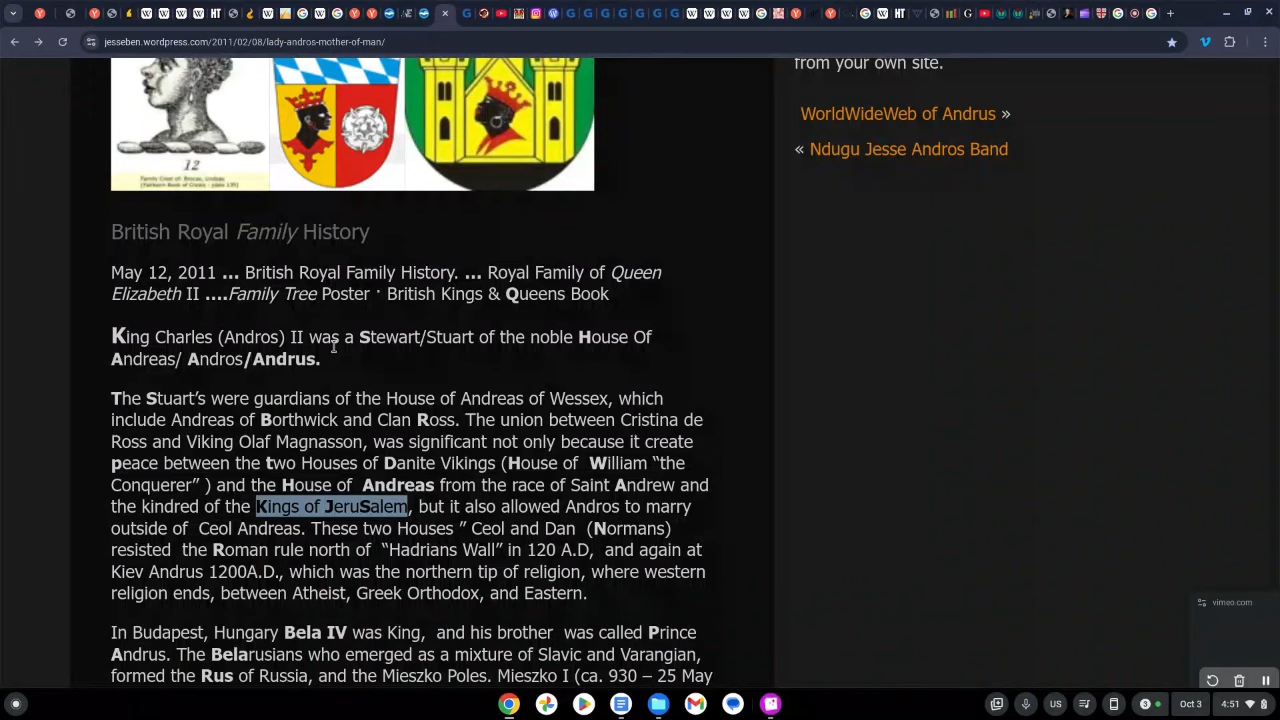 jesseben.wordpress.com/2011/02/08/lady-andros-mother-of-man/
12
from your own site.
WorldWideWeb of Andrus »
« Ndugu Jesse Andros Band
British Royal Family History
May 12, 2011 ... British Royal Family History. ... Royal Family of Queen
Elizabeth II ....Family Tree Poster · British Kings & Queens Book
King Charles (Andros) II was a Stewart/Stuart of the noble House Of
Andreas/ Andros/Andrus.
The Stuart's were guardians of the House of Andreas of Wessex, which
include Andreas of Borthwick and Clan Ross. The union between Cristina de
Ross and Viking Olaf Magnasson, was significant not only because it create
peace between the two Houses of Danite Vikings (House of  William “the
Conquerer” ) and the House of  Andreas from the race of Saint Andrew and
the kindred of the Kings of JeruSalem, but it also allowed Andros to marry
outside of  Ceol Andreas. These two Houses ” Ceol and Dan  (Normans)
resisted  the Roman rule north of  “Hadrians Wall” in 120 A.D,  and again at
Kiev Andrus 1200A.D., which was the northern tip of religion, where western
religion ends, between Atheist, Greek Orthodox, and Eastern.
In Budapest, Hungary Bela IV was King,  and his brother  was called Prince
Andrus. The Belarusians who emerged as a mixture of Slavic and Varangian,
formed the Rus of Russia, and the Mieszko Poles. Mieszko I (ca. 930 – 25 May
vimeo.com
US
Oct 3
4:51